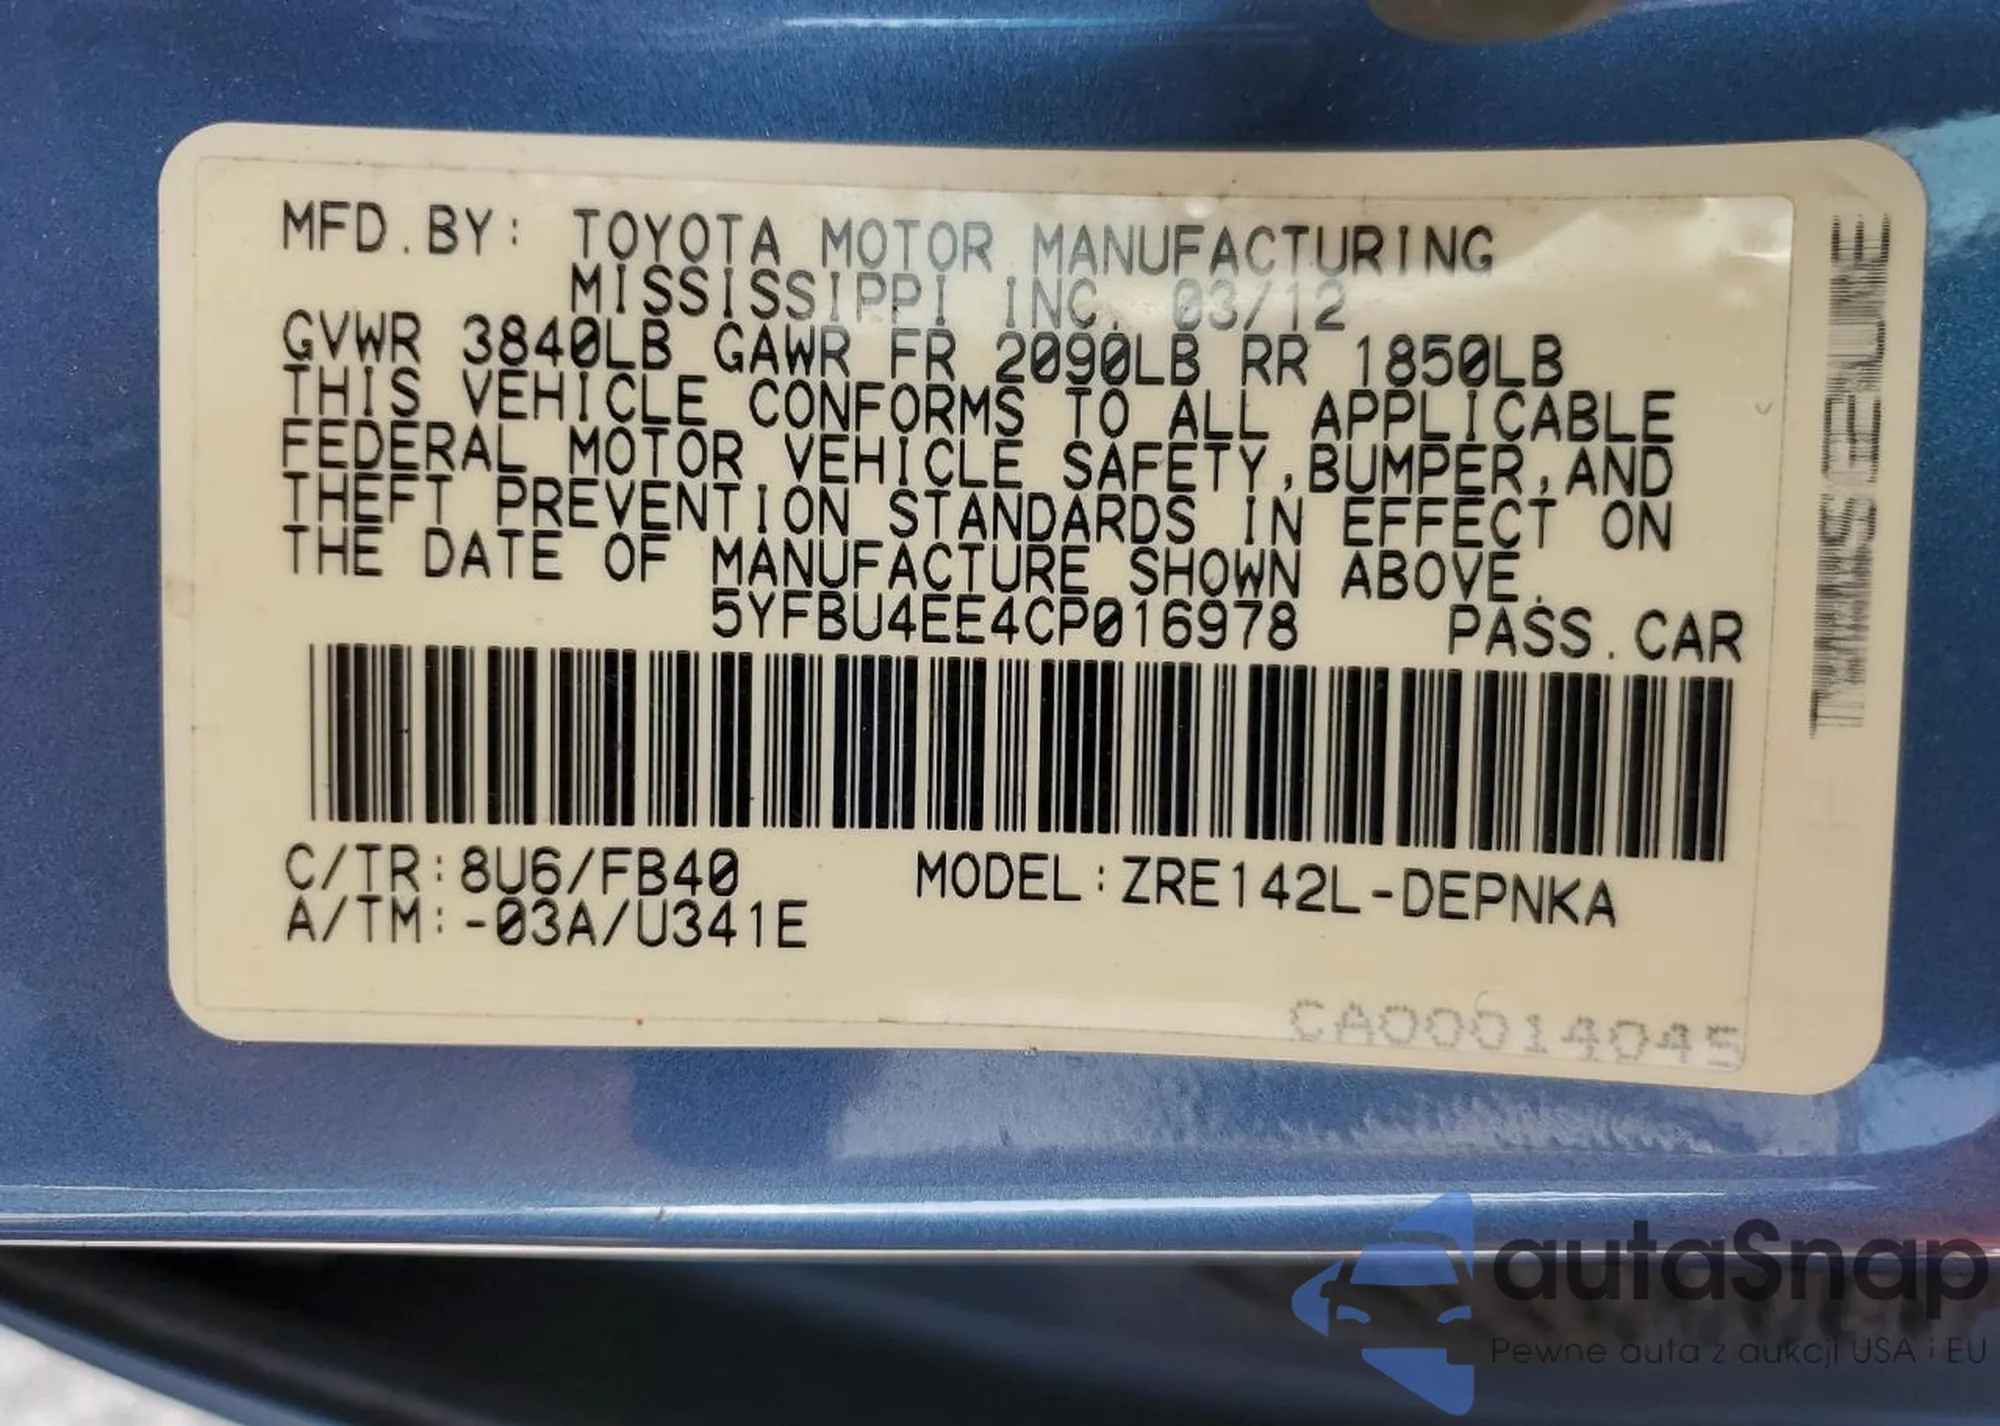 MFD.BY: TOYOTA MOTOR MANUFACTURING
MISSISSIPPI INC. 03/12
GVWR 3840LB GAWR FR 2090LB RR 1850LB
THIS VEHICLE CONFORMS TO ALL APPLICABLE
FEDERAL MOTOR VEHICLE SAFETY,BUMPER,AND
THEFT PREVENTION STANDARDS IN EFFECT ON
THE DATE OF MANUFACTURE SHOWN ABOVE.
5YFBU4EE4CP016978 PASS.CAR
C/TR:8U6/FB40 MODEL:ZRE142L-DEPNKA
A/TM:-03A/U341E
CA00014045
autaSnap
Pewne auta z aukcji USA i EU